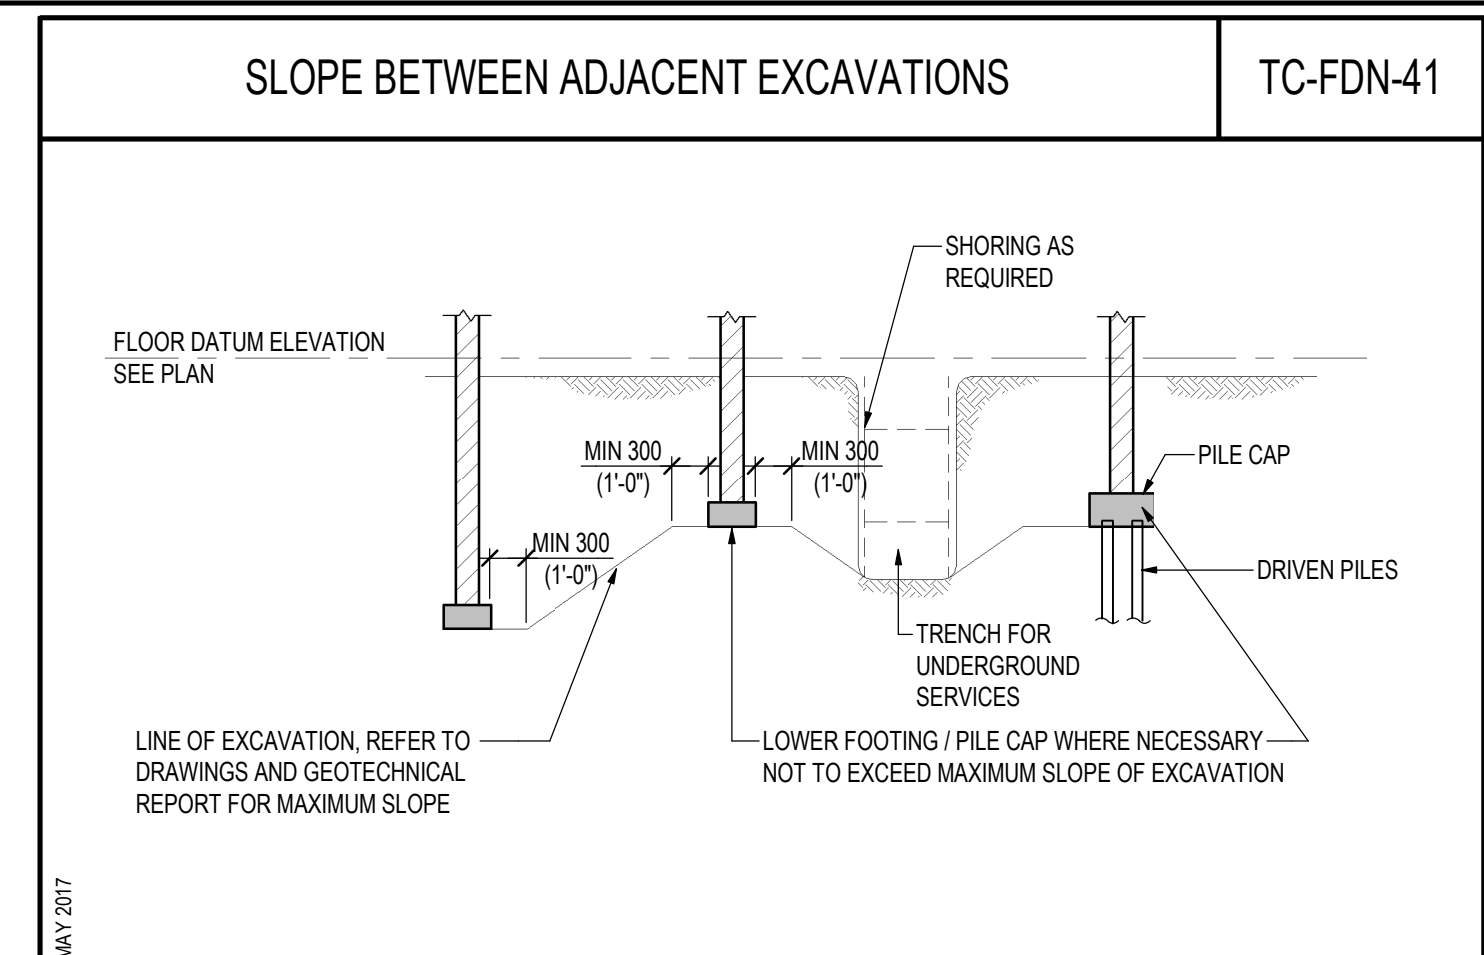 SLOPE BETWEEN ADJACENT EXCAVATIONS
TC-FDN-41
SHORING AS
REQUIRED
FLOOR DATUM ELEVATION
SEE PLAN
MIN 300
(1'-0")
MIN 300
(1'-0")
PILE CAP
MIN 300
(1'-0")
DRIVEN PILES
TRENCH FOR
UNDERGROUND
SERVICES
LINE OF EXCAVATION, REFER TO
DRAWINGS AND GEOTECHNICAL
REPORT FOR MAXIMUM SLOPE
LOWER FOOTING / PILE CAP WHERE NECESSARY
NOT TO EXCEED MAXIMUM SLOPE OF EXCAVATION
MAY 2017